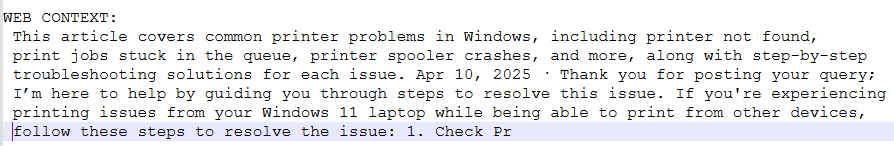 WEB CONTEXT:
This article covers common printer problems in Windows, including printer not found,
print jobs stuck in the queue, printer spooler crashes, and more, along with step-by-step
troubleshooting solutions for each issue. Apr 10, 2025 · Thank you for posting your query;
I’m here to help by guiding you through steps to resolve this issue. If you're experiencing
printing issues from your Windows 11 laptop while being able to print from other devices,
follow these steps to resolve the issue: 1. Check Pr